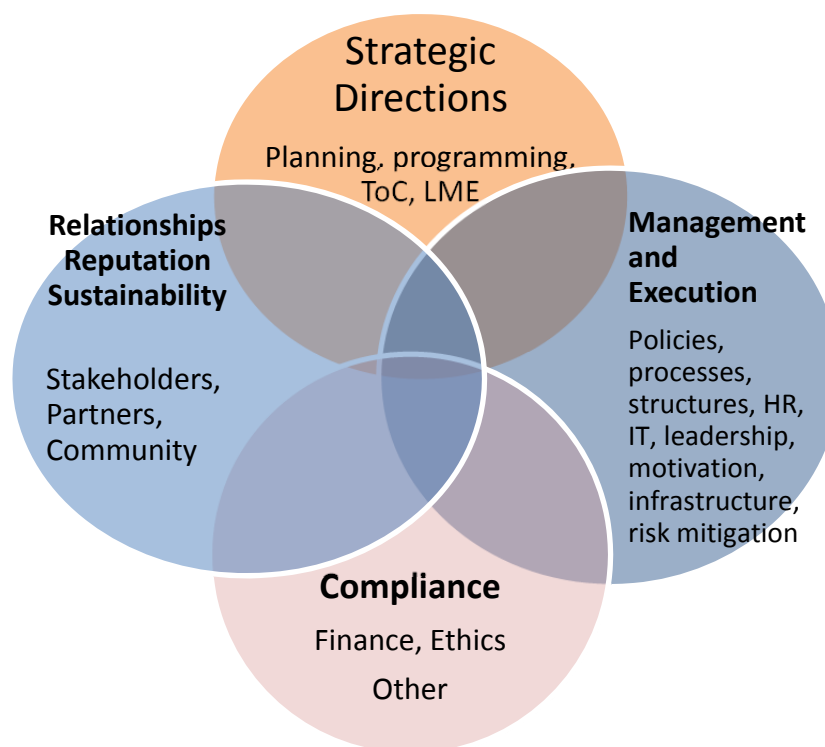 Strategic
Directions
Planning, programming,
ToC, LME
Relationships
Reputation
Sustainability
Stakeholders,
Partners,
Community
Management
and
Execution
Policies,
processes,
structures, HR,
IT, leadership,
motivation,
infrastructure,
risk mitigation
Compliance
Finance, Ethics
Other